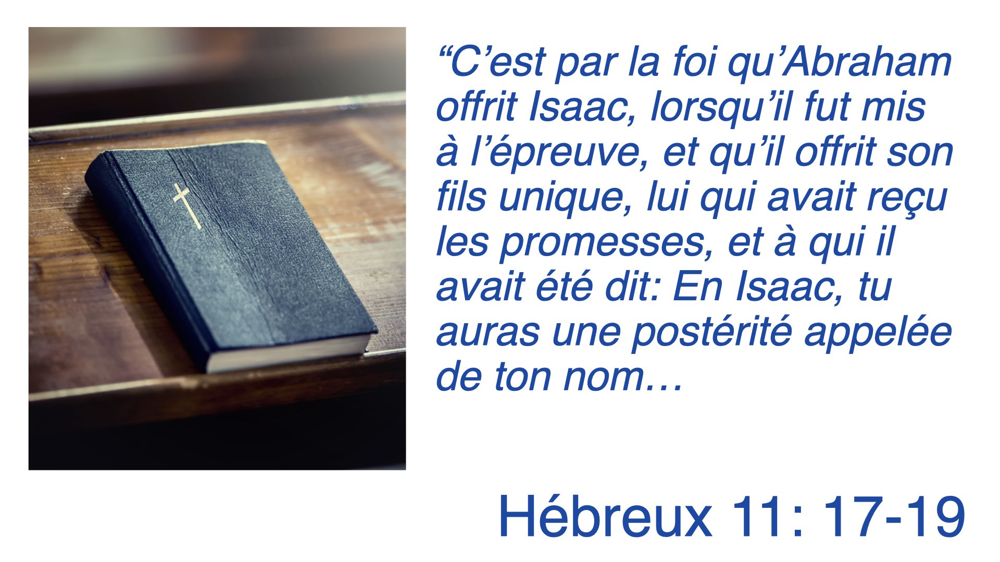 “C’est par la foi qu’Abraham
offrit Isaac, lorsqu’il fut mis
à l’épreuve, et qu’il offrit son
fils unique, lui qui avait reçu
les promesses, et à qui il
avait été dit: En Isaac, tu
auras une postérité appelée
de ton nom…
Hébreux 11: 17-19